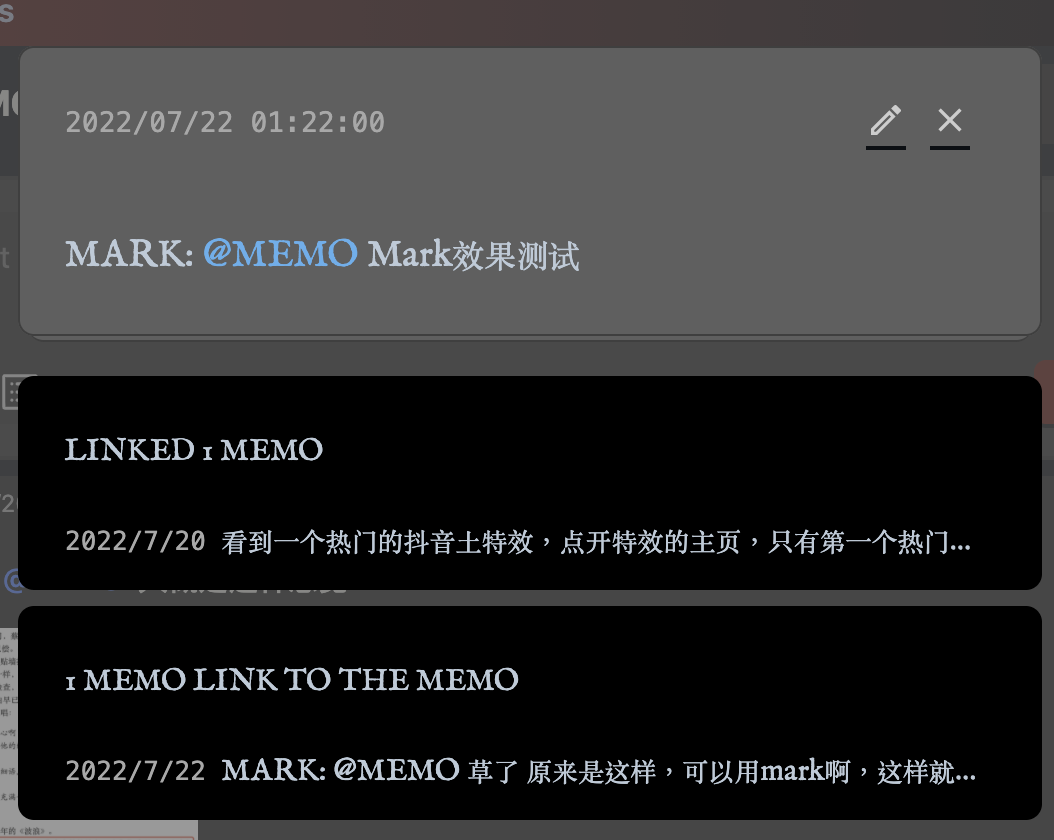 2022/07/22 01:22:00
MARK: @MEMO Mark效果测试
LINKED 1 MEMO
2022/7/20 看到一个热门的抖音土特效，点开特效的主页，只有第一个热门...
1 MEMO LINK TO THE MEMO
2022/7/22 MARK: @MEMO 草了 原来是这样，可以用mark啊，这样就...